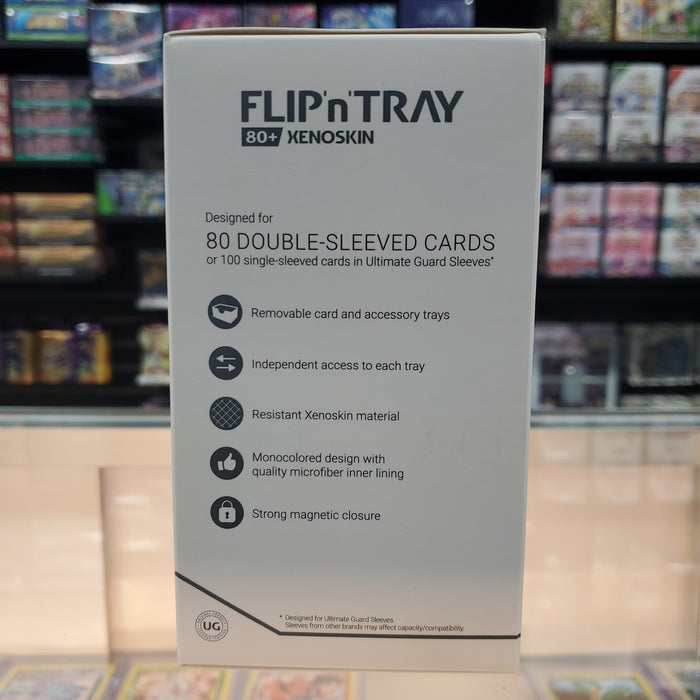 FLIP'n'TRAY
80+ XENOSKIN
Designed for
80 DOUBLE-SLEEVED CARDS
or 100 single-sleeved cards in Ultimate Guard Sleeves*
Removable card and accessory trays
Independent access to each tray
Resistant Xenoskin material
Monocolored design with
quality microfiber inner lining
Strong magnetic closure
* Designed for Ultimate Guard Sleeves.
Sleeves from other brands may affect capacity/compatibility.
UG